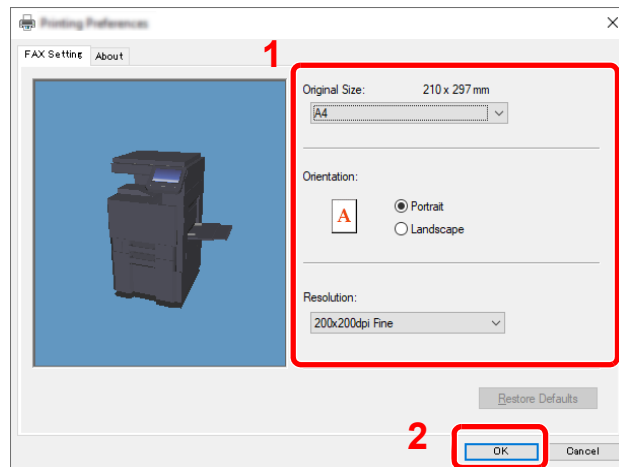 Printing Preferences
FAX Setting About
1
Original Size: 210 x 297 mm
A4
Orientation:
A
Portrait
Landscape
Resolution:
200x200dpi Fine
Restore Defaults
2
OK Cancel